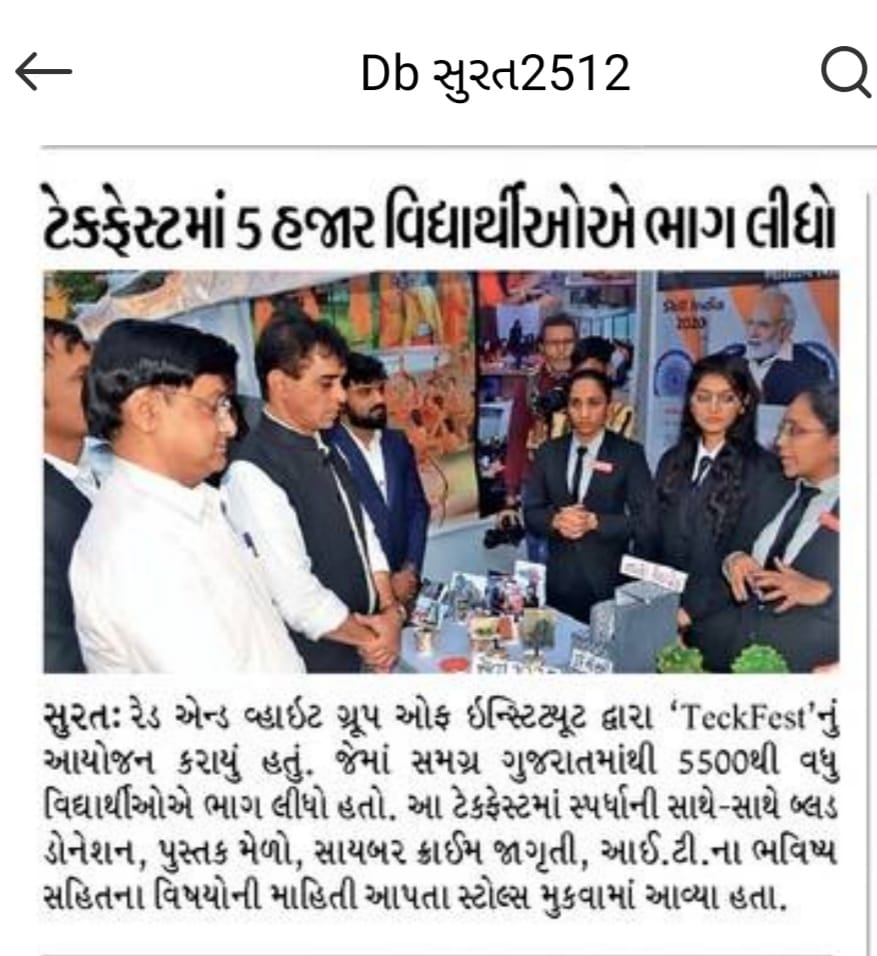 Db સુરત2512
ટેકફેસ્ટમાં 5 હજાર વિદ્યાર્થીઓએ ભાગ લીધો
Skill India
2020
સુરત: રેડ એન્ડ વ્હાઇટ ગ્રૂપ ઓફ ઇન્સ્ટિટ્યૂટ દ્વારા ‘TeckFest’નું
આયોજન કરાયું હતું. જેમાં સમગ્ર ગુજરાતમાંથી 5500થી વધુ
વિદ્યાર્થીઓએ ભાગ લીધો હતો. આ ટેકફેસ્ટમાં સ્પર્ધાની સાથે-સાથે બ્લડ
ડોનેશન, પુસ્તક મેળો, સાયબર ક્રાઈમ જાગૃતી, આઈ.ટી.ના ભવિષ્ય
સહિતના વિષયોની માહિતી આપતા સ્ટોલ્સ મુકવામાં આવ્યા હતા.